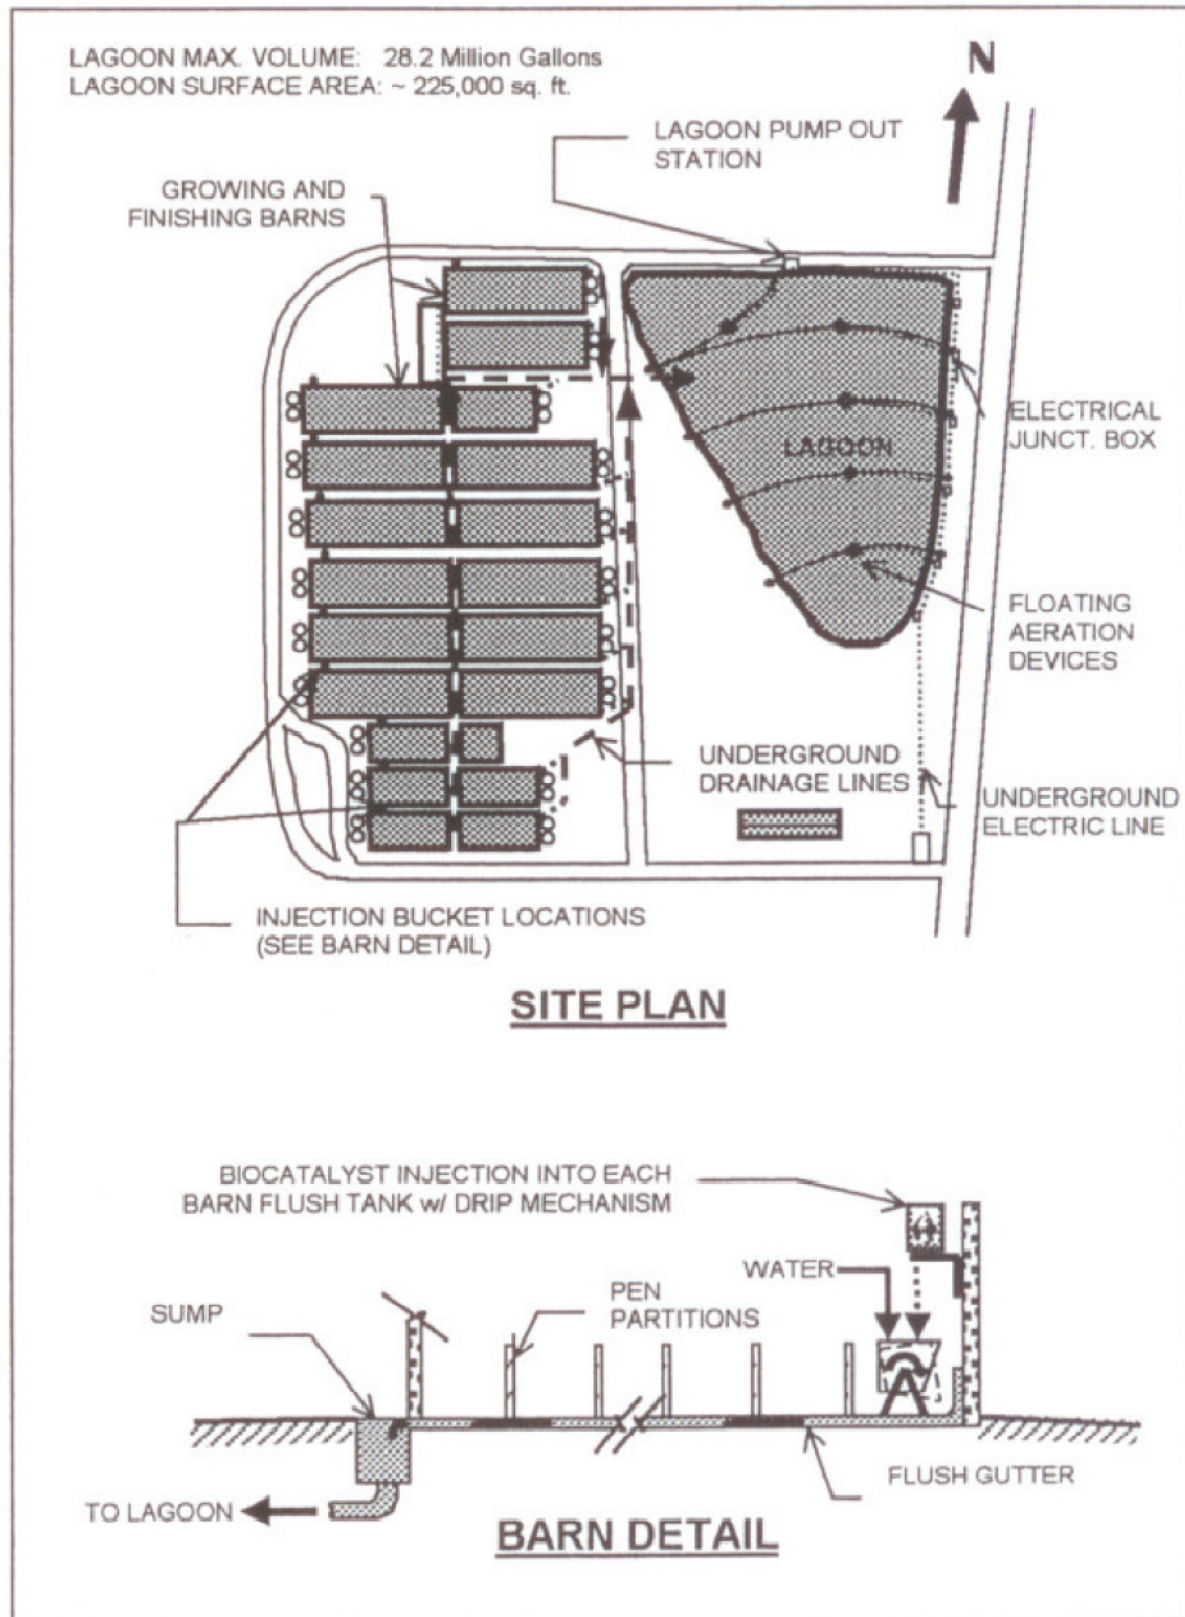 LAGOON MAX. VOLUME: 28.2 Million Gallons
LAGOON SURFACE AREA: ~ 225,000 sq. ft.
N
LAGOON PUMP OUT
STATION
GROWING AND
FINISHING BARNS
ELECTRICAL
JUNCT. BOX
LAGOON
FLOATING
AERATION
DEVICES
UNDERGROUND
DRAINAGE LINES
UNDERGROUND
ELECTRIC LINE
INJECTION BUCKET LOCATIONS
(SEE BARN DETAIL)
SITE PLAN
BIOCATALYST INJECTION INTO EACH
BARN FLUSH TANK w/ DRIP MECHANISM
WATER
PEN
PARTITIONS
SUMP
FLUSH GUTTER
TO LAGOON
BARN DETAIL